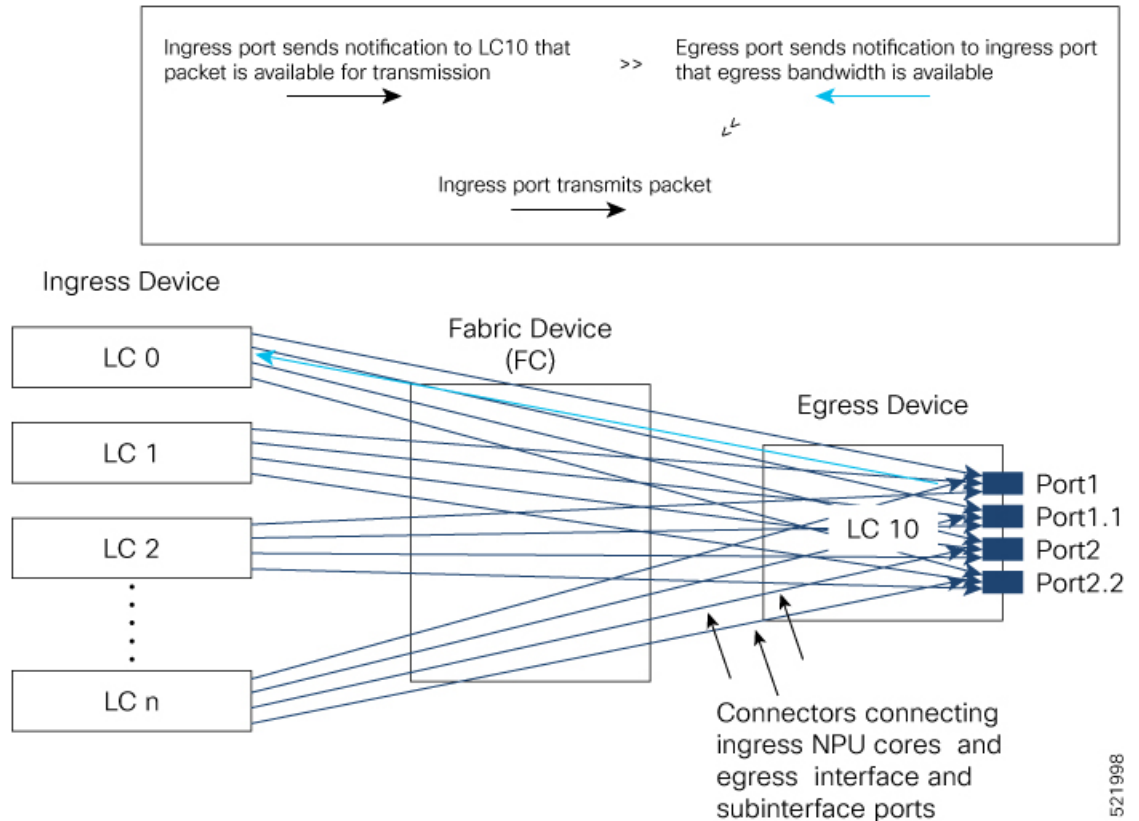 Ingress port sends notification to LC10 that
packet is available for transmission
>>
Egress port sends notification to ingress port
that egress bandwidth is available
>>
Ingress port transmits packet
Ingress Device
LC 0
LC 1
LC 2
LC n
Fabric Device
(FC)
Egress Device
LC 10
Port1
Port1.1
Port2
Port2.2
Connectors connecting
ingress NPU cores and
egress interface and
subinterface ports
521998